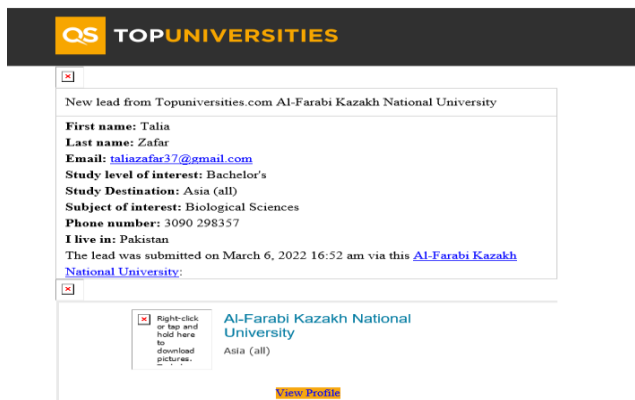 QS TOPUNIVERSITIES
New lead from Topuniversities.com Al-Farabi Kazakh National University
First name: Talia
Last name: Zafar
Email: taliazafar37@gmail.com
Study level of interest: Bachelor's
Study Destination: Asia (all)
Subject of interest: Biological Sciences
Phone number: 3090 298357
I live in: Pakistan
The lead was submitted on March 6, 2022 16:52 am via this Al-Farabi Kazakh
National University:
Right-click
or tap and
hold here
to
download
pictures.
Al-Farabi Kazakh National
University
Asia (all)
View Profile